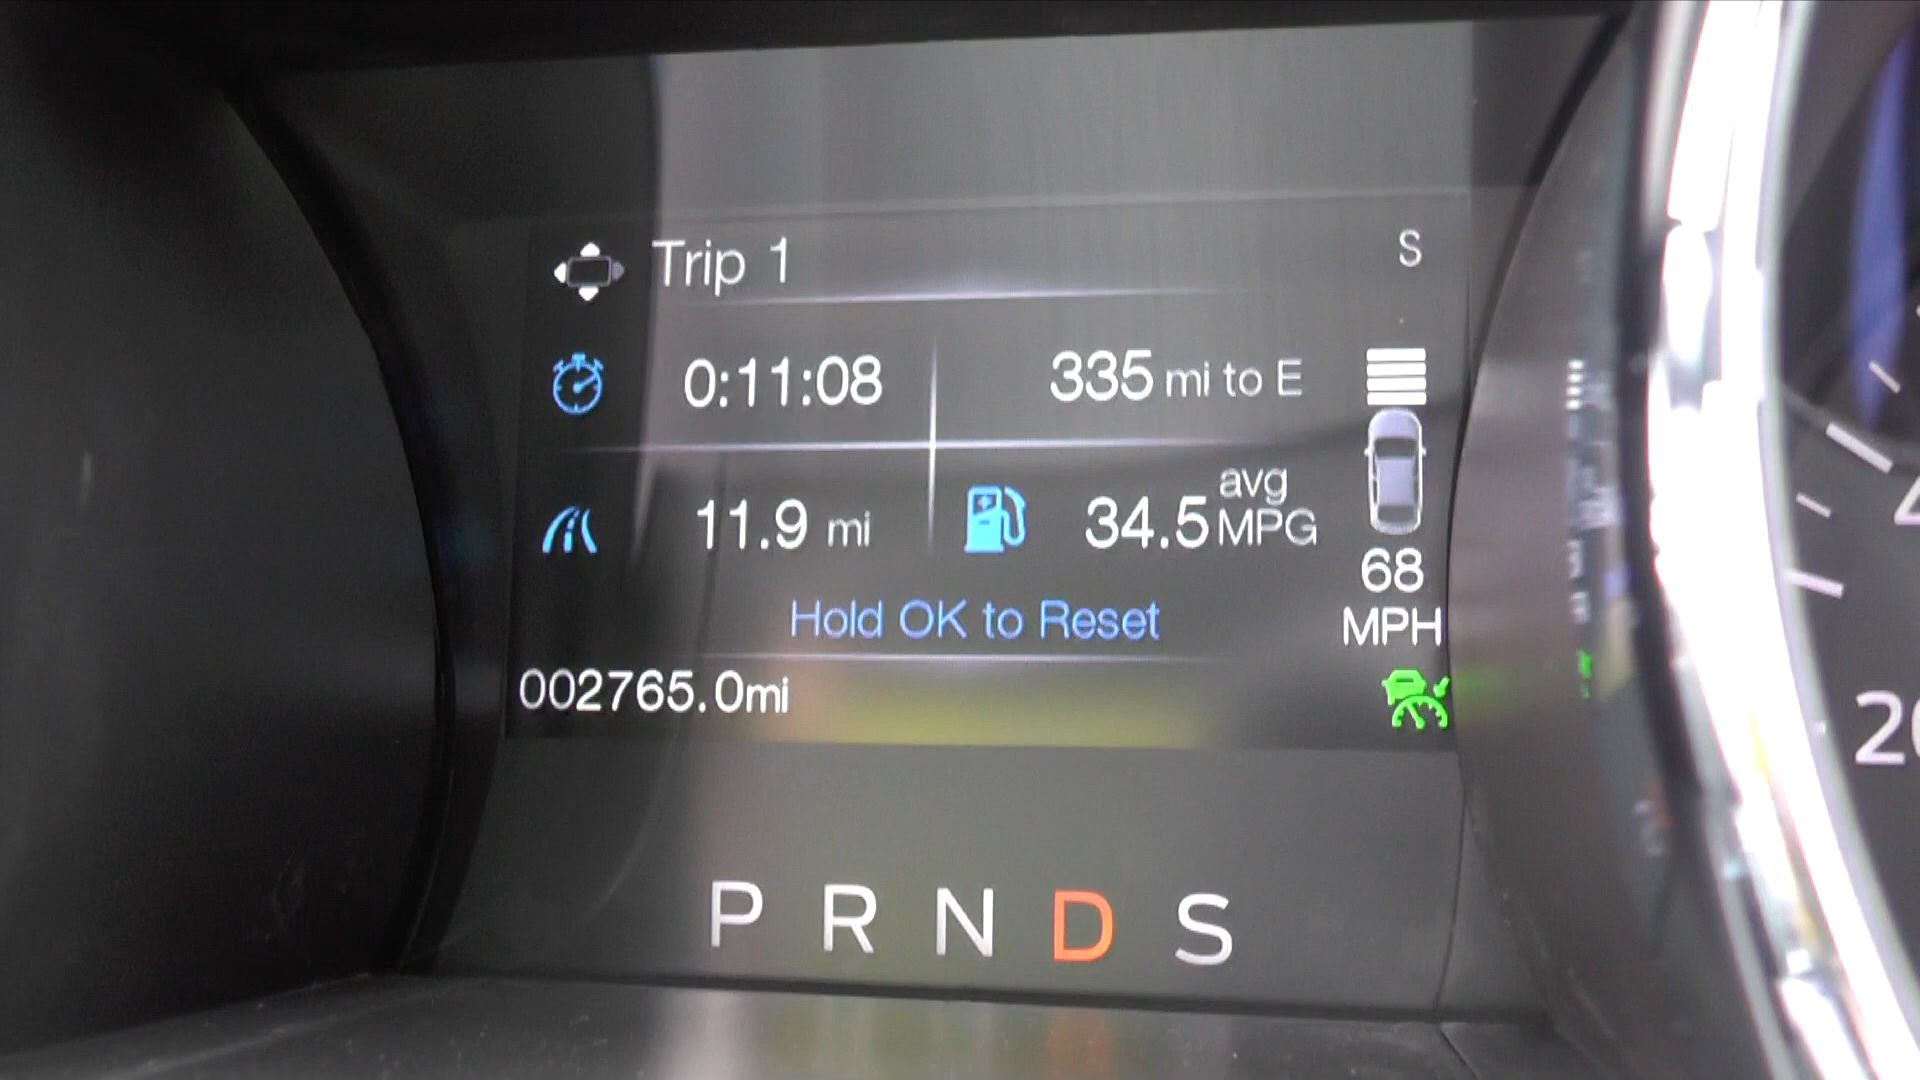 Trip 1
S
0:11:08
335 mi to E
11.9 mi
34.5 avg MPG
68
MPH
Hold OK to Reset
002765.0mi
P R N D S